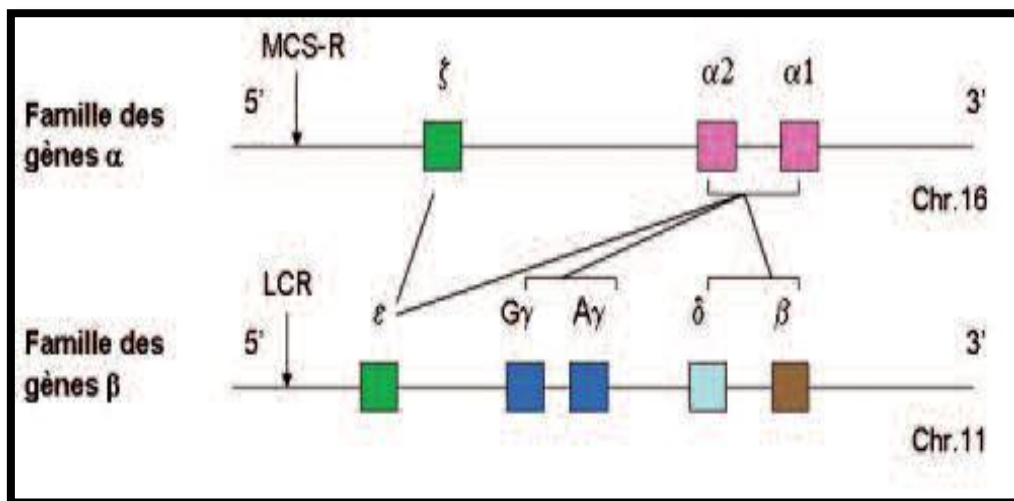 MCS-R
ζ
α2 α1
5' 3'
Famille des
gènes α
Chr.16
LCR
ε Gγ Aγ δ β
5' 3'
Famille des
gènes β
Chr.11